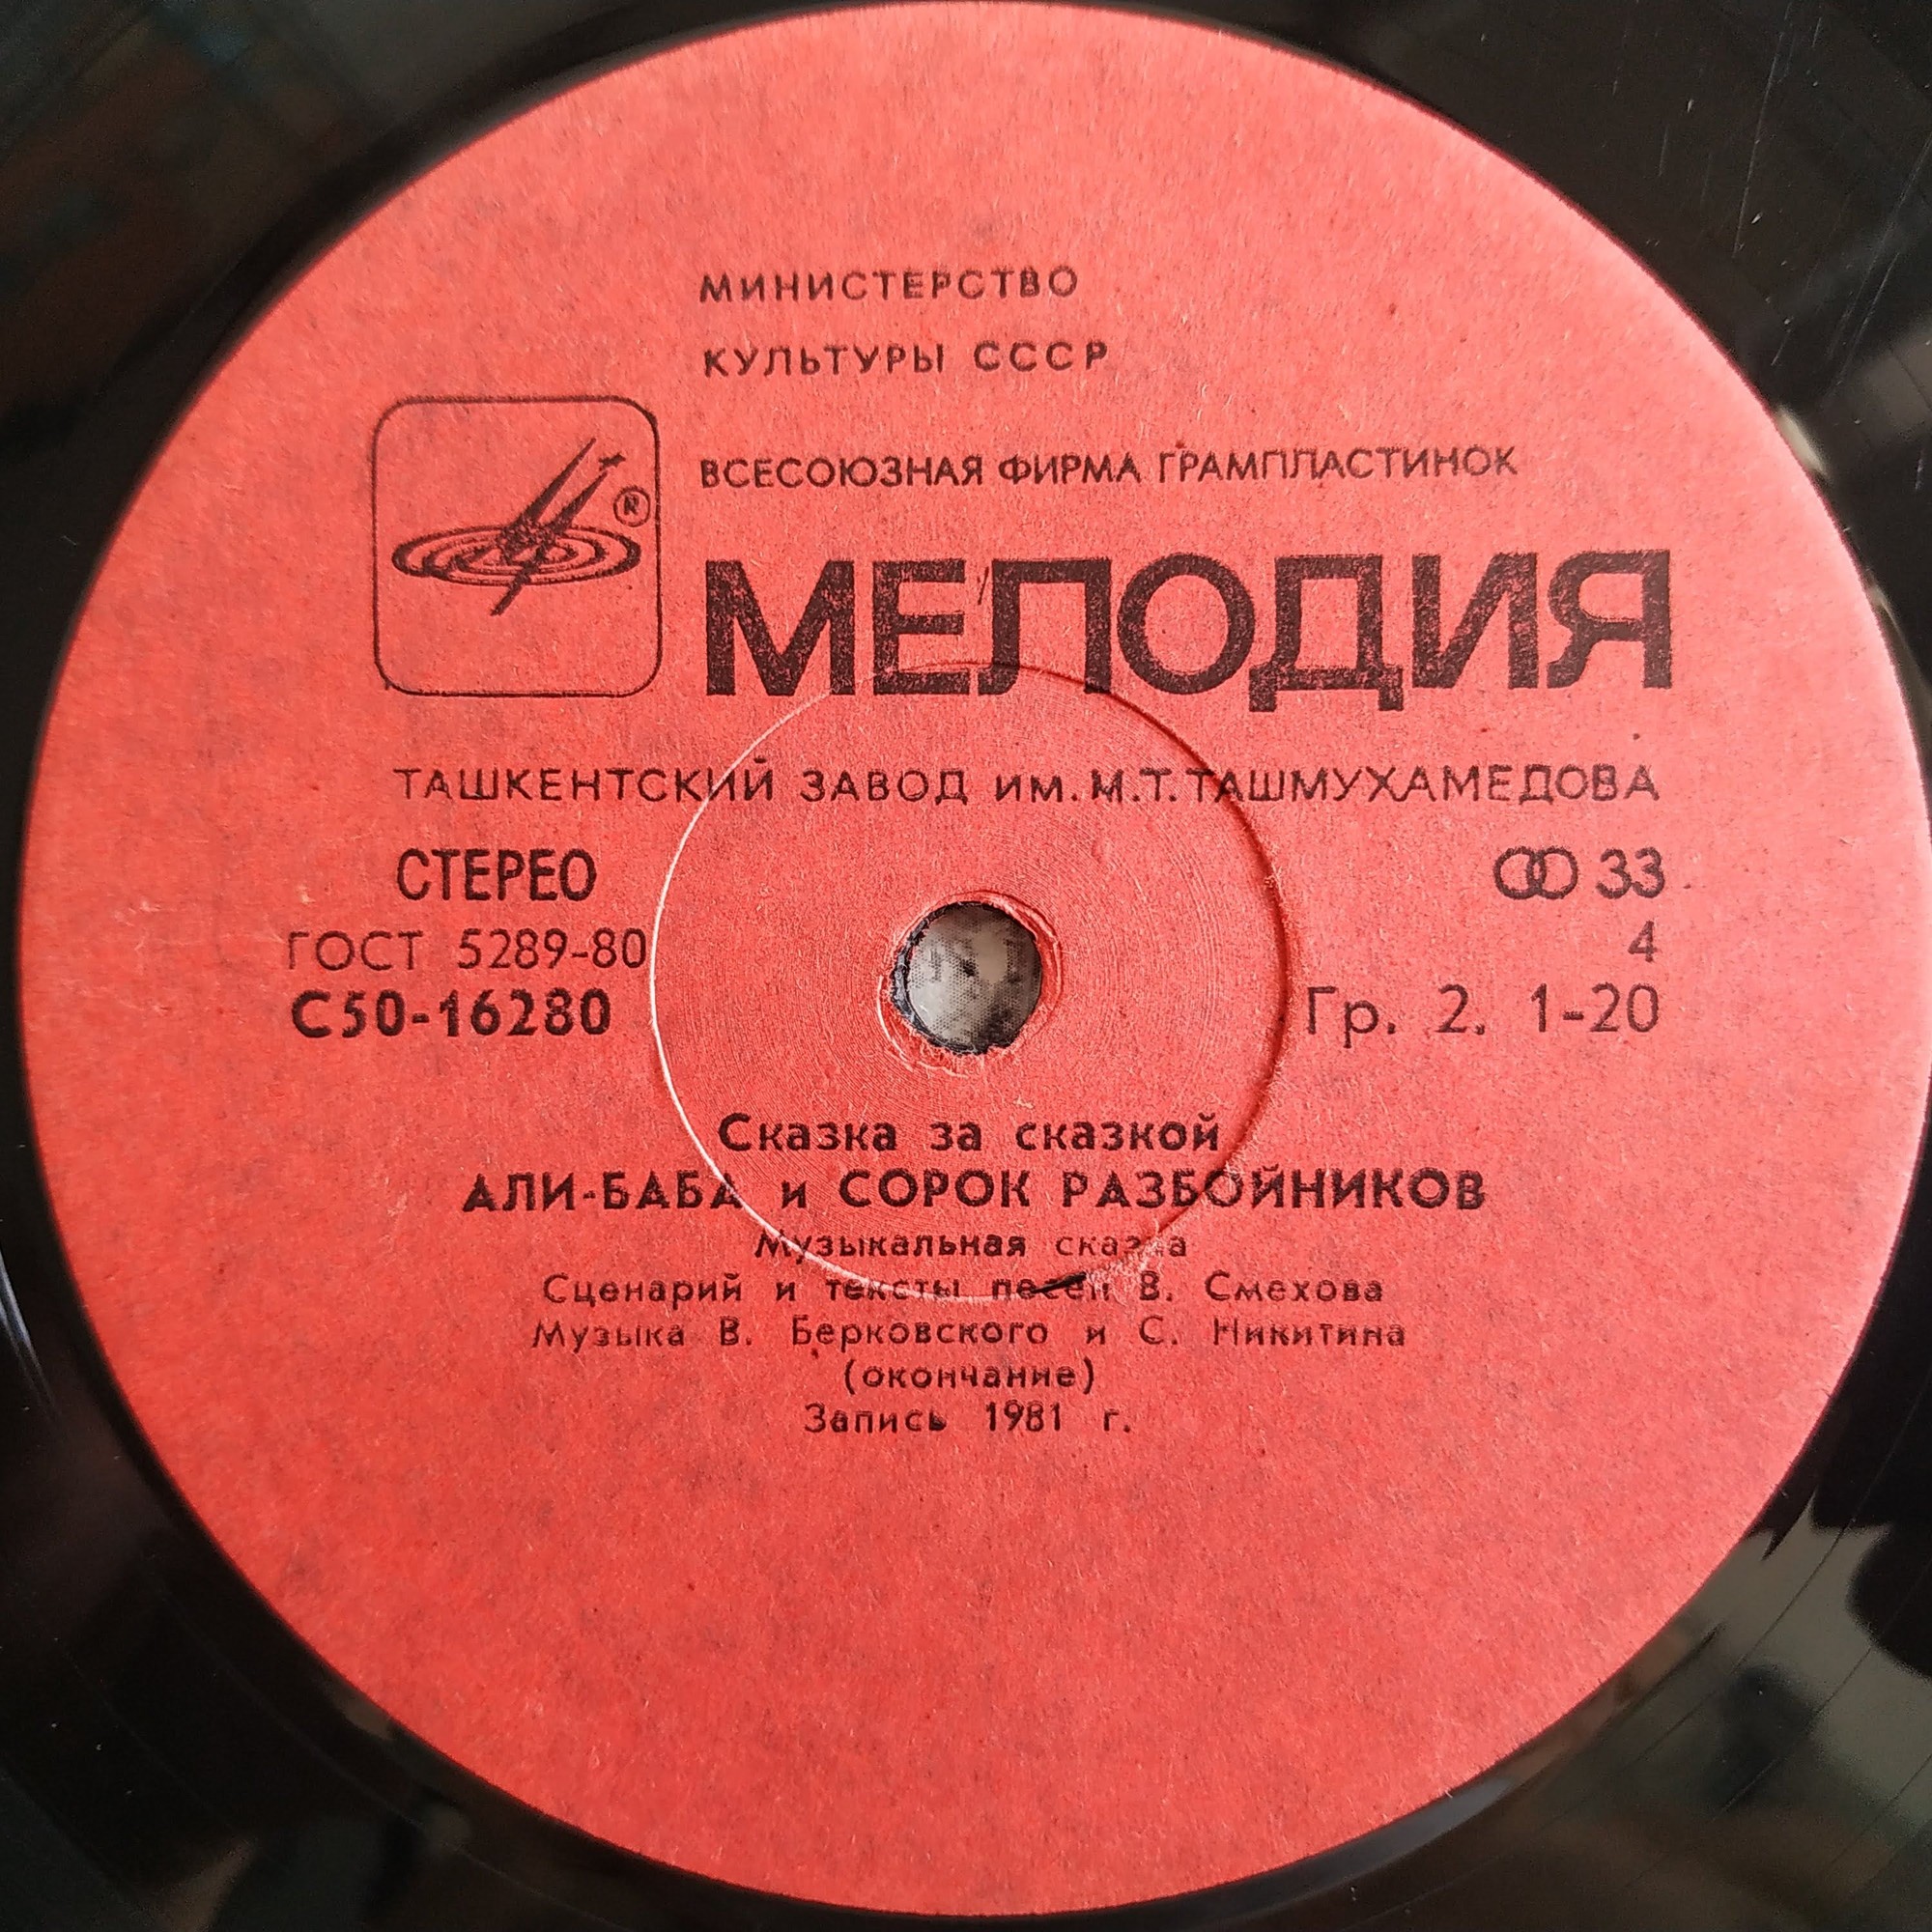 МИНИСТЕРСТВО
КУЛЬТУРЫ СССР
ВСЕСОЮЗНАЯ ФИРМА ГРАМПЛАСТИНОК
®
МЕЛОДИЯ
ТАШКЕНТСКИЙ ЗАВОД ИМ. М.Т. ТАШМУХАМЕДОВА
СТЕРЕО 33
ГОСТ 5289-80 4
С50-16280 Гр. 2. 1-20
Сказка за сказкой
АЛИ-БАБА и СОРОК РАЗБОЙНИКОВ
Музыкальная сказка
Сценарий и тексты песен В. Смехова
Музыка В. Берковского и С. Никитина
(окончание)
Запись 1981 г.